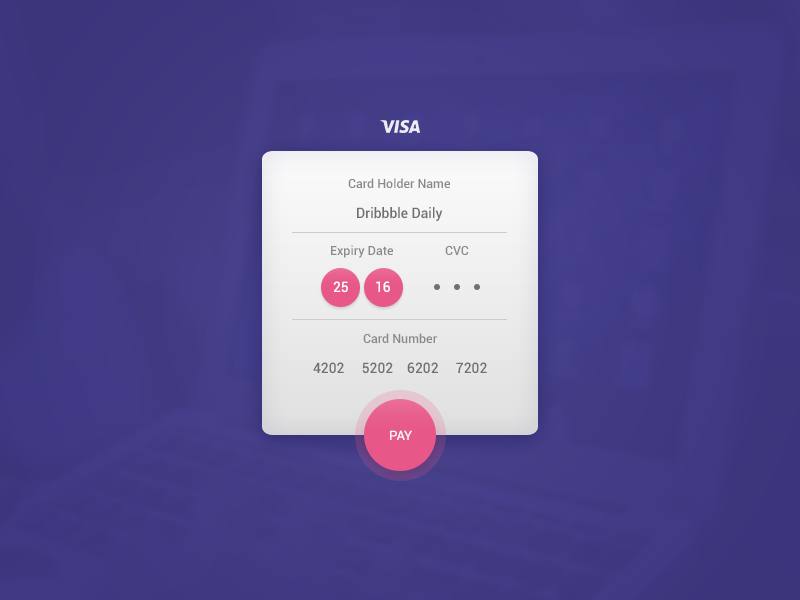 VISA
Card Holder Name
Dribbble Daily
Expiry Date CVC
25 16 • • •
Card Number
4202 5202 6202 7202
PAY